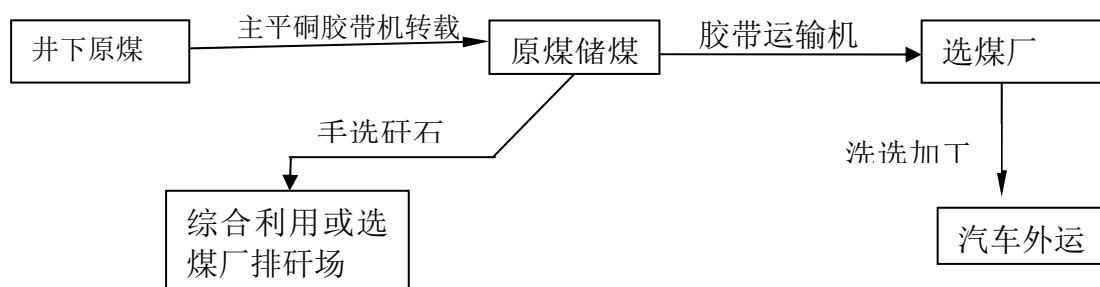 井下原煤
主平硐胶带机转载
原煤储煤
胶带运输机
选煤厂
手选矸石
洗选加工
综合利用或选
煤厂排矸场
汽车外运